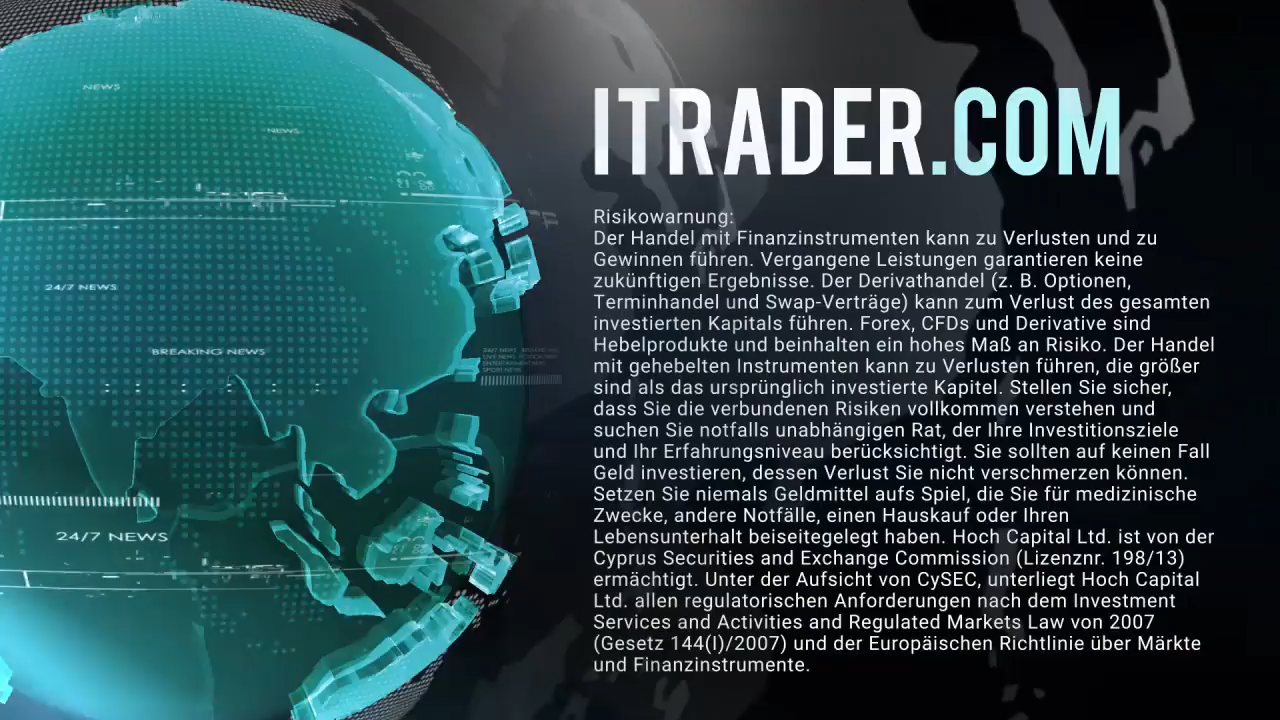 NEWS
NEWS
24/7 NEWS
BREAKING NEWS
24/7 NEWS
ITRADER.COM
Risikowarnung:
Der Handel mit Finanzinstrumenten kann zu Verlusten und zu
Gewinnen führen. Vergangene Leistungen garantieren keine
zukünftigen Ergebnisse. Der Derivathandel (z. B. Optionen,
Terminhandel und Swap-Verträge) kann zum Verlust des gesamten
investierten Kapitals führen. Forex, CFDs und Derivative sind
Hebelprodukte und beinhalten ein hohes Maß an Risiko. Der Handel
mit gehebelten Instrumenten kann zu Verlusten führen, die größer
sind als das ursprünglich investierte Kapitel. Stellen Sie sicher,
dass Sie die verbundenen Risiken vollkommen verstehen und
suchen Sie notfalls unabhängigen Rat, der Ihre Investitionsziele
und Ihr Erfahrungsniveau berücksichtigt. Sie sollten auf keinen Fall
Geld investieren, dessen Verlust Sie nicht verschmerzen können.
Setzen Sie niemals Geldmittel aufs Spiel, die Sie für medizinische
Zwecke, andere Notfälle, einen Hauskauf oder Ihren
Lebensunterhalt beiseitegelegt haben. Hoch Capital Ltd. ist von der
Cyprus Securities and Exchange Commission (Lizenznr. 198/13)
ermächtigt. Unter der Aufsicht von CySEC, unterliegt Hoch Capital
Ltd. allen regulatorischen Anforderungen nach dem Investment
Services and Activities and Regulated Markets Law von 2007
(Gesetz 144(I)/2007) und der Europäischen Richtlinie über Märkte
und Finanzinstrumente.